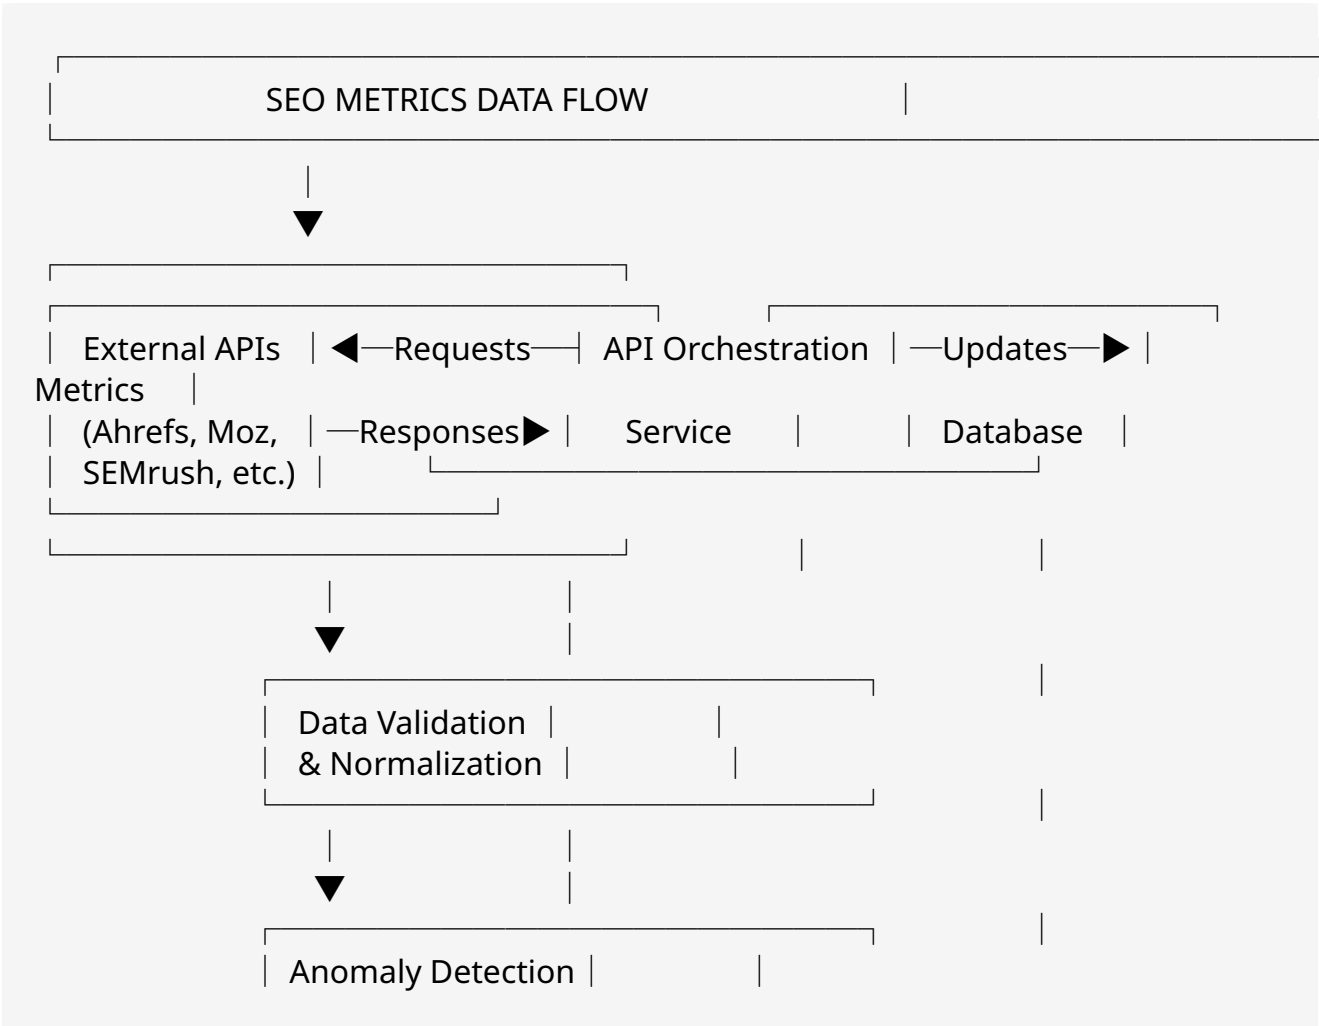 SEO METRICS DATA FLOW
External APIs ◄─Requests─┤ API Orchestration │ ─Updates─► │
Metrics
(Ahrefs, Moz, │ ─Responses► │ Service │ │ Database │
SEMrush, etc.)
Data Validation
& Normalization
Anomaly Detection